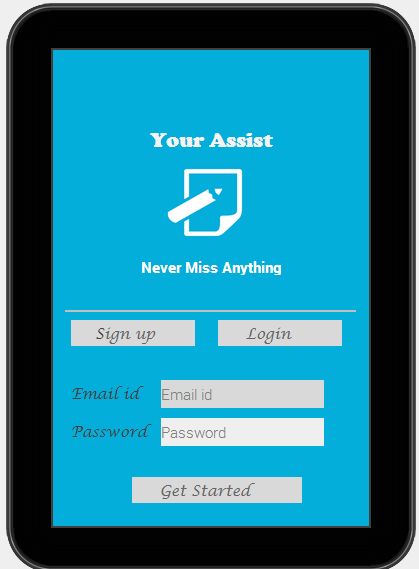 Your Assist
Never Miss Anything
Sign up Login
Email id Email id
Password Password
Get Started